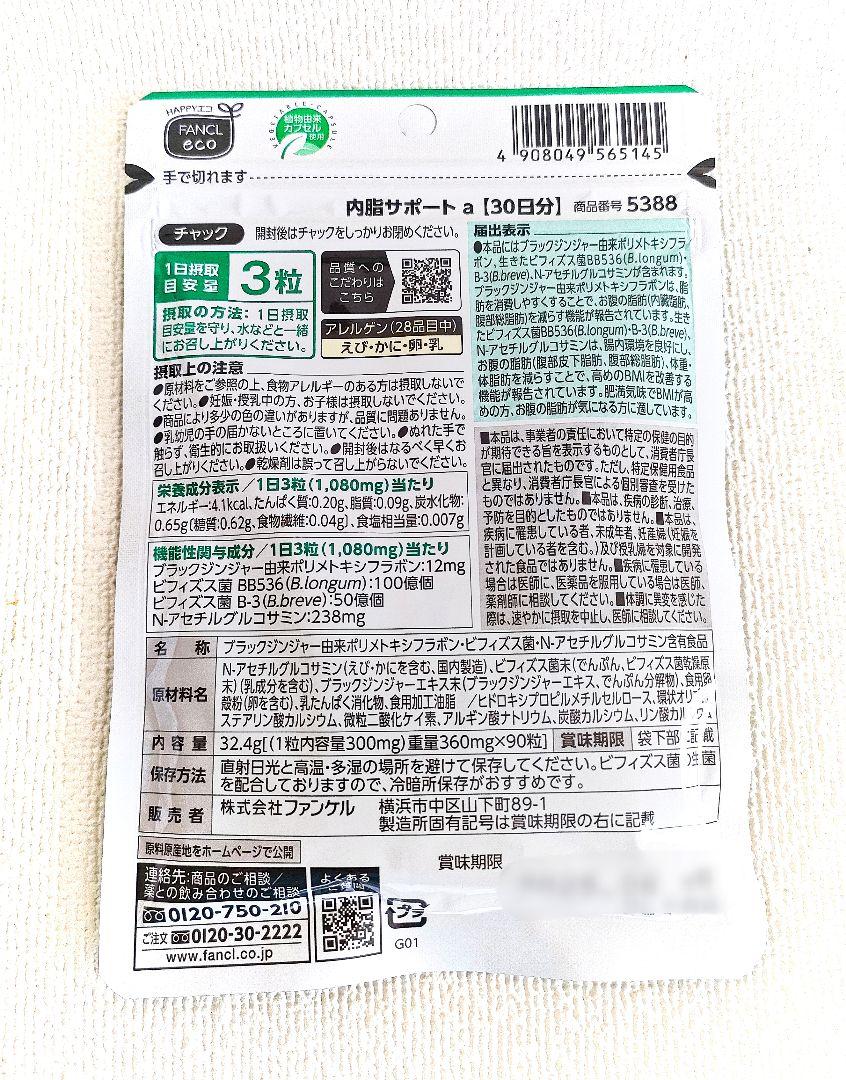 HAPPYエコ
FANCL
eco
VEGETABLE-CAPSULE
植物由来
カプセル
使用
4 908049 565145
手で切れます
内脂サポート a【30日分】 商品番号 5388
チャック 開封後はチャックをしっかりお閉めください。
1日摂取
目安量 3粒
摂取の方法:1日摂取
目安量を守り、水などと一緒
にお召し上がりください。
品質への
こだわりは
こちら
アレルゲン(28品目中)
えび・かに・卵・乳
摂取上の注意
●原材料をご参照の上、食物アレルギーのある方は摂取しないで
ください。●妊娠・授乳中の方、お子様は摂取しないでください。
●商品により多少の色の違いがありますが、品質に問題ありません。
●乳幼児の手の届かないところに置いてください。●ぬれた手で
触らず、衛生的にお取扱いください。●開封後はなるべく早くお
召し上がりください。●乾燥剤は誤って召し上がらないでください。
栄養成分表示/1日3粒(1,080mg)当たり
エネルギー:4.1kcal、たんぱく質:0.20g、脂質:0.09g、炭水化物:
0.65g(糖質:0.62g、食物繊維:0.04g)、食塩相当量:0.007g
機能性関与成分/1日3粒(1,080mg)当たり
ブラックジンジャー由来ポリメトキシフラボン:12mg
ビフィズス菌 BB536(B.longum):100億個
ビフィズス菌 B-3(B.breve):50億個
N-アセチルグルコサミン:238mg
届出表示
●本品にはブラックジンジャー由来ポリメトキシフラ
ボン、生きたビフィズス菌BB536(B.longum)・
B-3(B.breve)、N-アセチルグルコサミンが含まれます。
ブラックジンジャー由来ポリメトキシフラボンは、脂
肪を消費しやすくすることで、お腹の脂肪(内臓脂肪、
腹部総脂肪)を減らす機能が報告されています。生き
たビフィズス菌BB536(B.longum)・B-3(B.breve)、
N-アセチルグルコサミンは、腸内環境を良好にし、
お腹の脂肪(腹部皮下脂肪、腹部総脂肪)、体重・
体脂肪を減らすことで、高めのBMIを改善する
機能が報告されています。肥満気味でBMIが高
めの方、お腹の脂肪が気になる方に適しています。
■本品は、事業者の責任において特定の保健の目的
が期待できる旨を表示するものとして、消費者庁長
官に届出されたものです。ただし、特定保健用食品
と異なり、消費者庁長官による個別審査を受けた
ものではありません。■本品は、疾病の診断、治療、
予防を目的としたものではありません。■本品は、
疾病に罹患している者、未成年者、妊産婦(妊娠を
計画している者を含む。)及び授乳婦を対象に開発
された食品ではありません。■疾病に罹患している
場合は医師に、医薬品を服用している場合は医師、
薬剤師に相談してください。■体調に異変を感じた
際は、速やかに摂取を中止し、医師に相談してください。
名称 ブラックジンジャー由来ポリメトキシフラボン・ビフィズス菌・N-アセチルグルコサミン含有食品
原材料名 N-アセチルグルコサミン(えび・かにを含む、国内製造)、ビフィズス菌末(でんぷん、ビフィズス菌乾燥原
末)(乳成分を含む)、ブラックジンジャーエキス末(ブラックジンジャーエキス、でんぷん分解物)、食用卵
殻粉(卵を含む)、乳たんぱく消化物、食用加工油脂 /ヒドロキシプロピルメチルセルロース、環状オリゴ
ステアリン酸カルシウム、微粒二酸化ケイ素、アルギン酸ナトリウム、炭酸カルシウム、リン酸カル
内容量 32.4g[(1粒内容量300mg)重量360mg×90粒] 賞味期限 袋下部に記載
保存方法 直射日光と高温・多湿の場所を避けて保存してください。ビフィズス菌の生菌
を配合しておりますので、冷暗所保存がおすすめです。
販売者 株式会社ファンケル 横浜市中区山下町89-1
製造所固有記号は賞味期限の右に記載
原料原産地をホームページで公開
賞味期限
連絡先:商品のご相談/
薬との飲み合わせのご相談
0120-750-210
ご注文 0120-30-2222
www.fancl.co.jp
よくある
ご質問
プラ
G01